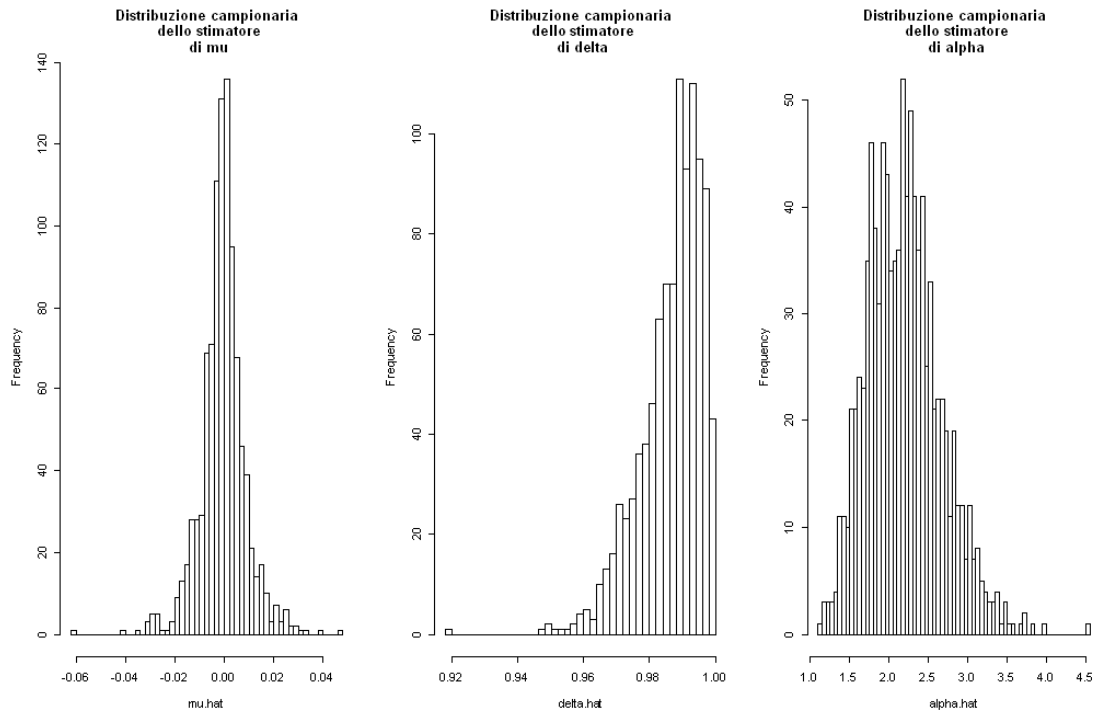 Distribuzione campionaria
dello stimatore
di mu
Frequency
0
20
40
60
80
100
120
140
-0.06
-0.04
-0.02
0.00
0.02
0.04
mu.hat
Distribuzione campionaria
dello stimatore
di delta
Frequency
0
20
40
60
80
100
0.92
0.94
0.96
0.98
1.00
delta.hat
Distribuzione campionaria
dello stimatore
di alpha
Frequency
0
10
20
30
40
50
1.0
1.5
2.0
2.5
3.0
3.5
4.0
4.5
alpha.hat